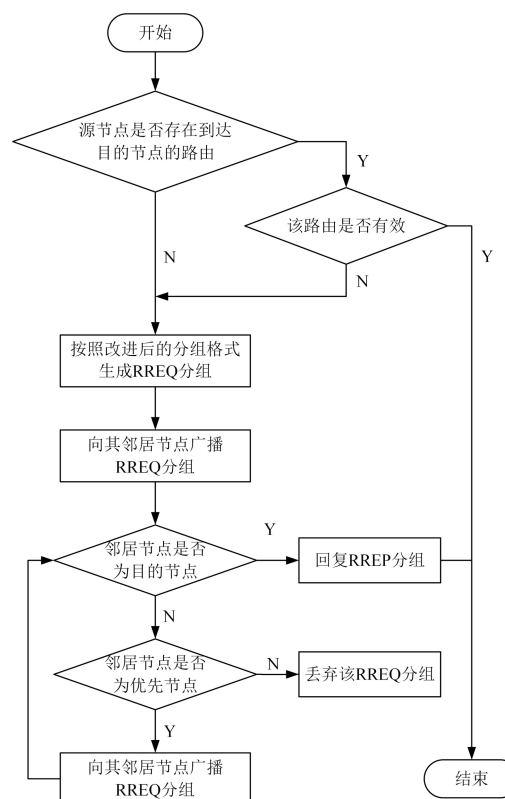 开始
源节点是否存在到达
目的节点的路由
Y
该路由是否有效
N
Y
N
按照改进后的分组格式
生成RREQ分组
向其邻居节点广播
RREQ分组
邻居节点是否
为目的节点
Y
回复RREP分组
N
邻居节点是否
为优先节点
N
丢弃该RREQ分组
Y
向其邻居节点广播
RREQ分组
结束